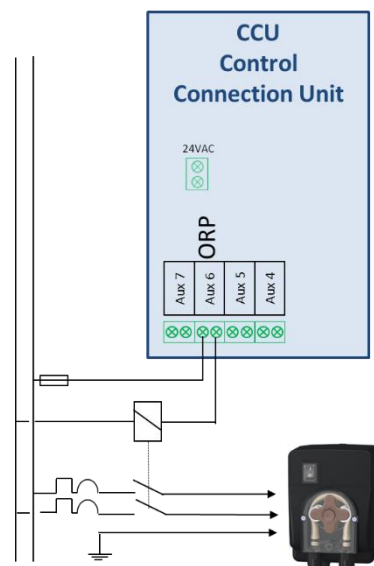 CCU
Control
Connection Unit
24VAC
ORP
Aux 7
Aux 6
Aux 5
Aux 4